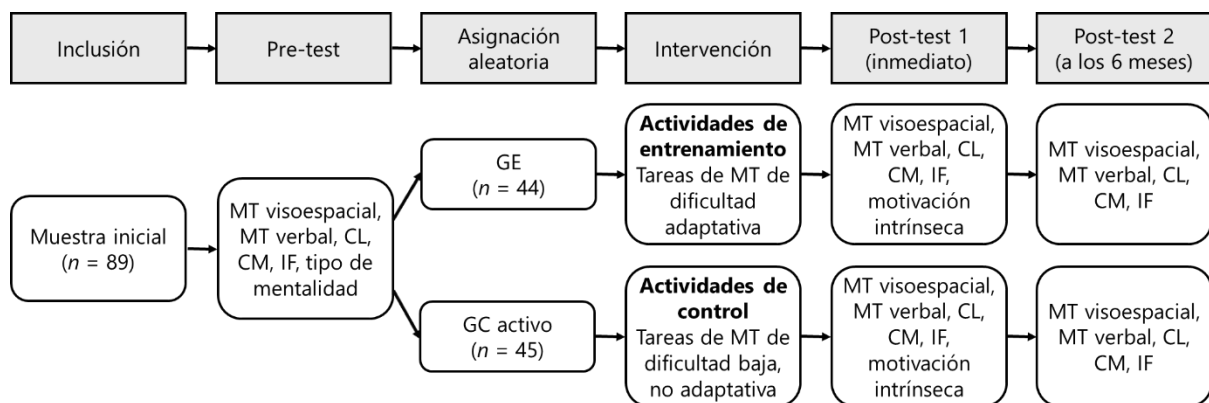 Inclusión
Pre-test
Asignación
aleatoria
Intervención
Post-test 1
(inmediato)
Post-test 2
(a los 6 meses)
Muestra inicial
(n = 89)
MT visoespacial,
MT verbal, CL,
CM, IF, tipo de
mentalidad
GE
(n = 44)
Actividades de
entrenamiento
Tareas de MT de
dificultad
adaptativa
MT visoespacial,
MT verbal, CL,
CM, IF,
motivación
intrínseca
MT visoespacial,
MT verbal, CL,
CM, IF
GC activo
(n = 45)
Actividades de
control
Tareas de MT de
dificultad baja,
no adaptativa
MT visoespacial,
MT verbal, CL,
CM, IF,
motivación
intrínseca
MT visoespacial,
MT verbal, CL,
CM, IF